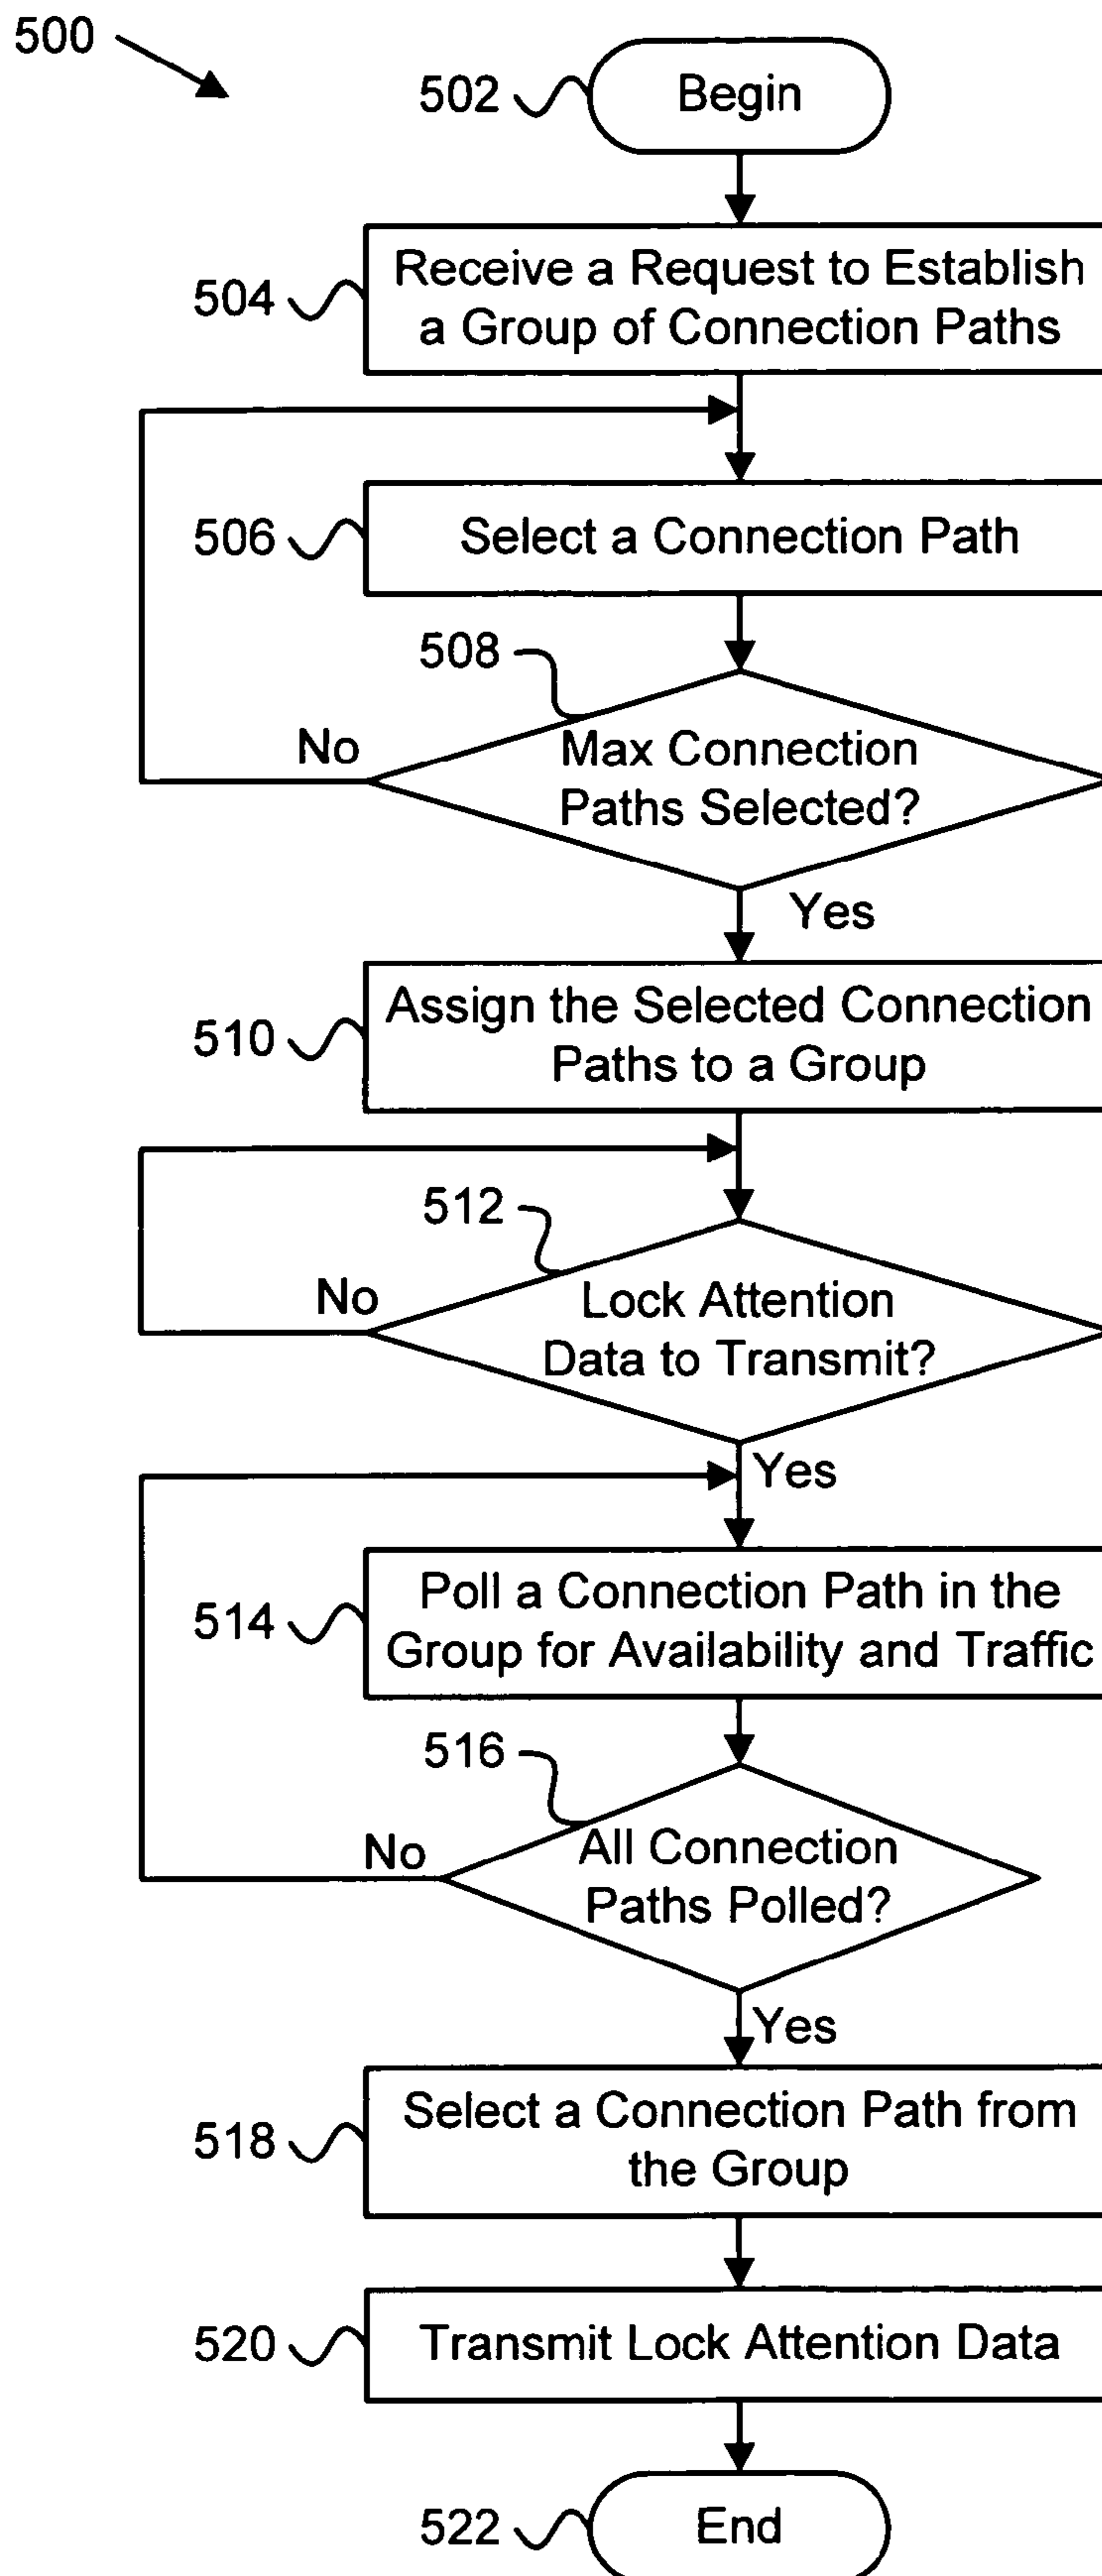 500
502
Begin
504
Receive a Request to Establish
a Group of Connection Paths
506
Select a Connection Path
508
No
Max Connection
Paths Selected?
Yes
510
Assign the Selected Connection
Paths to a Group
512
No
Lock Attention
Data to Transmit?
Yes
514
Poll a Connection Path in the
Group for Availability and Traffic
516
No
All Connection
Paths Polled?
Yes
518
Select a Connection Path from
the Group
520
Transmit Lock Attention Data
522
End